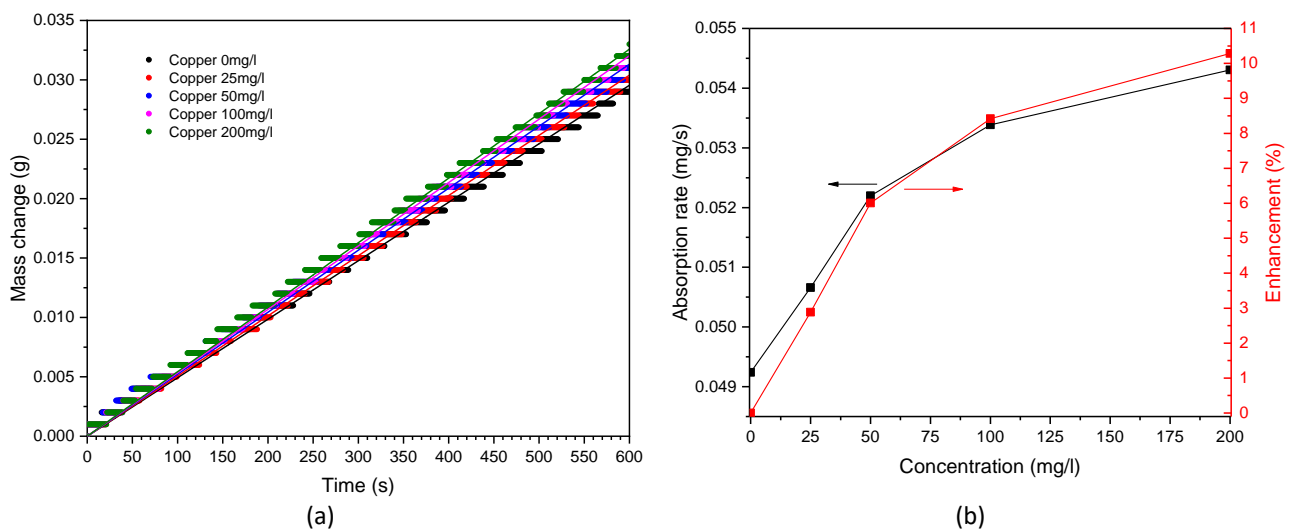 0.035
0.030
0.025
0.020
0.015
0.010
0.005
0.000
Mass change (g)
Copper 0mg/l
Copper 25mg/l
Copper 50mg/l
Copper 100mg/l
Copper 200mg/l
0 50 100 150 200 250 300 350 400 450 500 550 600
Time (s)
(a)
0.055
0.054
0.053
0.052
0.051
0.050
0.049
Absorption rate (mg/s)
11
10
9
8
7
6
5
4
3
2
1
0
Enhancement (%)
0 25 50 75 100 125 150 175 200
Concentration (mg/l)
(b)